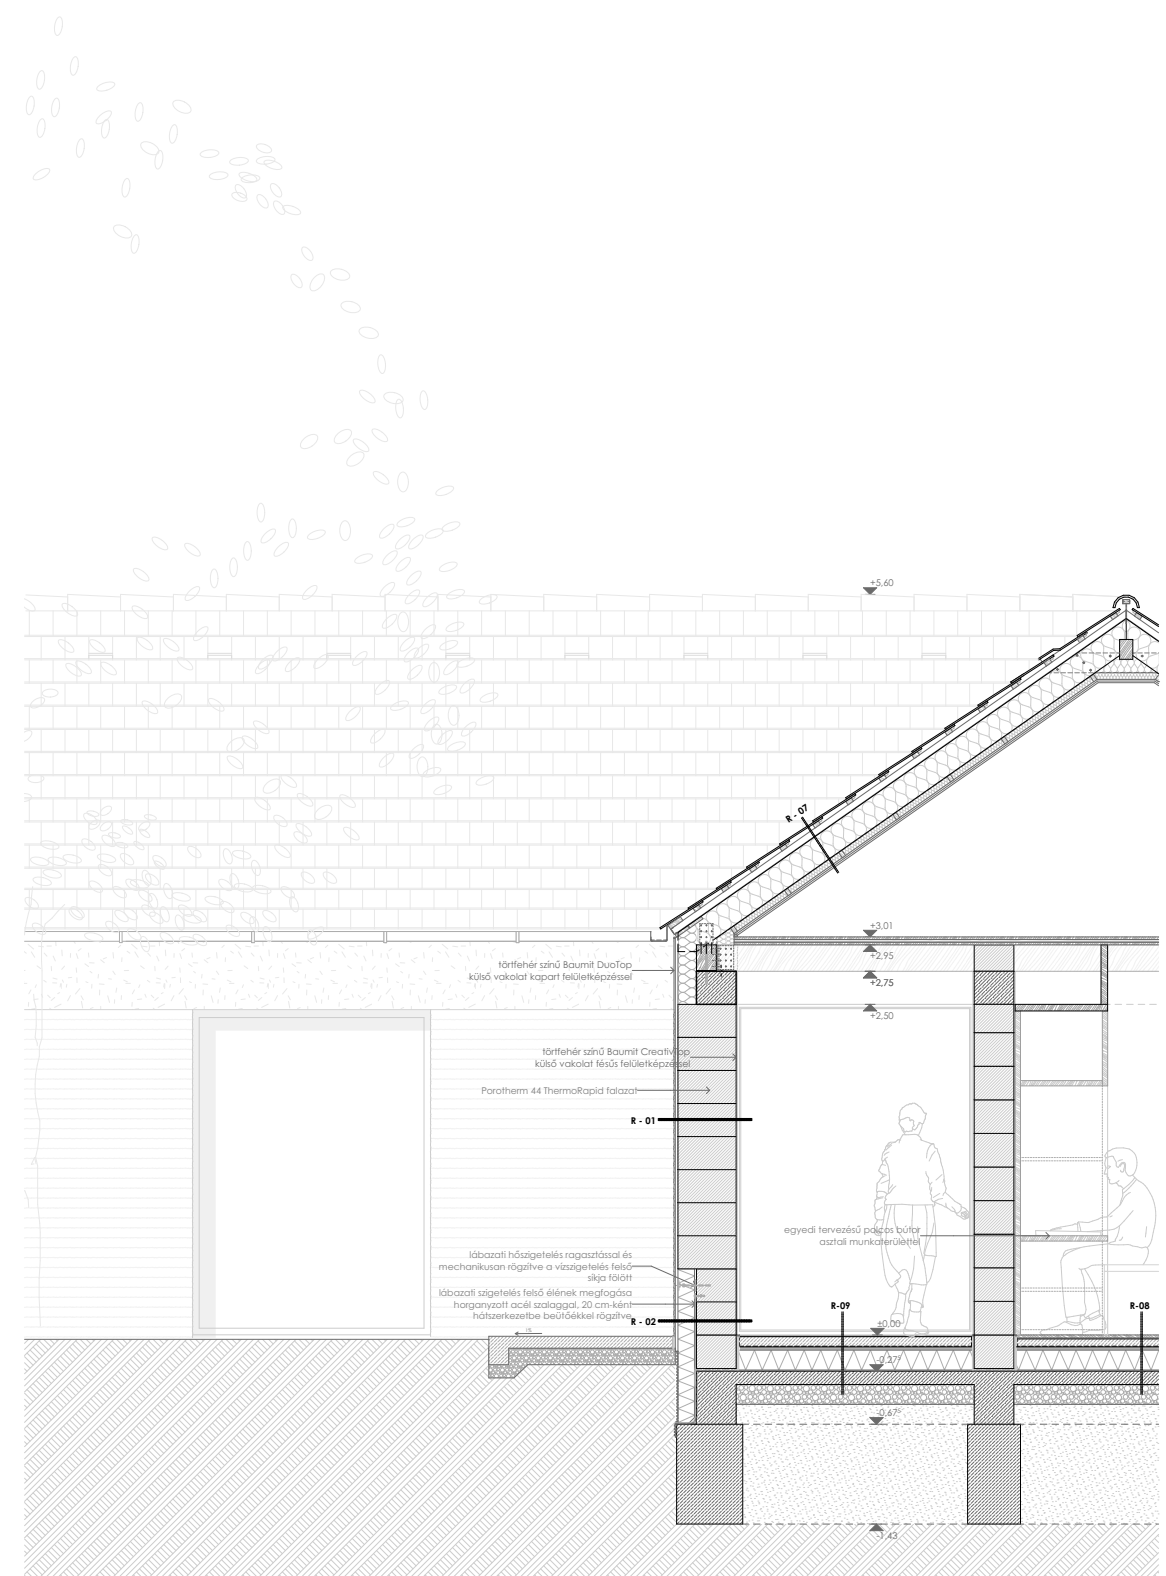 +5,60
R - 07
+3,01
+2,95
+2,75
+2,50
törtfehér színű Baumit DuoTop
külső vakolat kapart felületképzéssel
törtfehér színű Baumit CreativTop
külső vakolat fésűs felületképzéssel
Porotherm 44 ThermoRapid falazat
R - 01
egyedi tervezésű polcos bútor
asztali munkaterülettel
lábazati hőszigetelés ragasztással és
mechanikusan rögzítve a vízszigetelés felső
síkja fölött
lábazati szigetelés felső élének megfogása
horganyzott acél szalaggal, 20 cm-ként
hátszerkezetbe beütőékkel rögzítve
R - 02
R-09
R-08
±0,00
-0,27⁵
-0,67⁵
-1,43